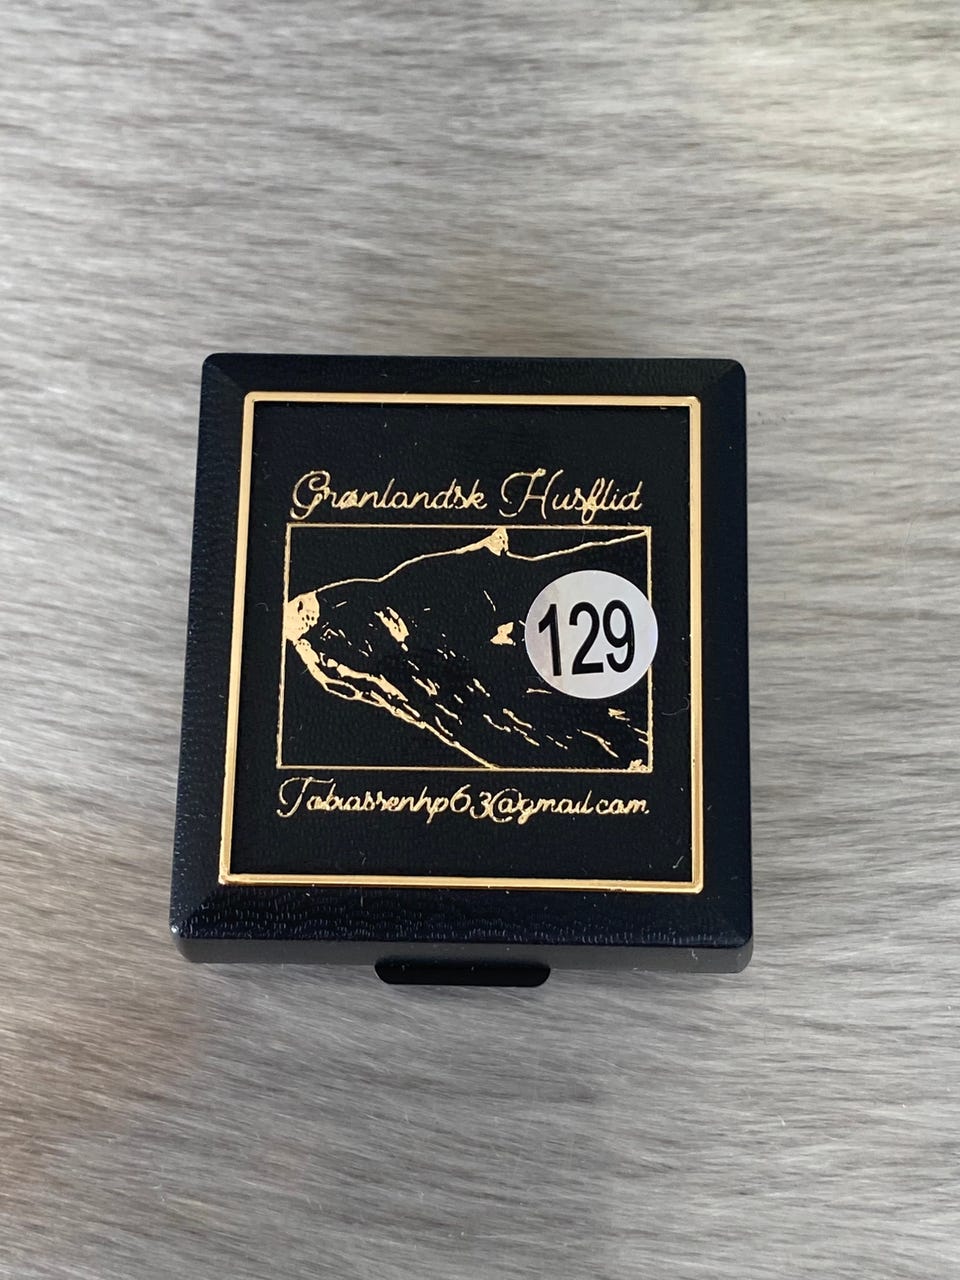 Grønlandsk Husflid
129
Tobiassenhp63@gmail.com